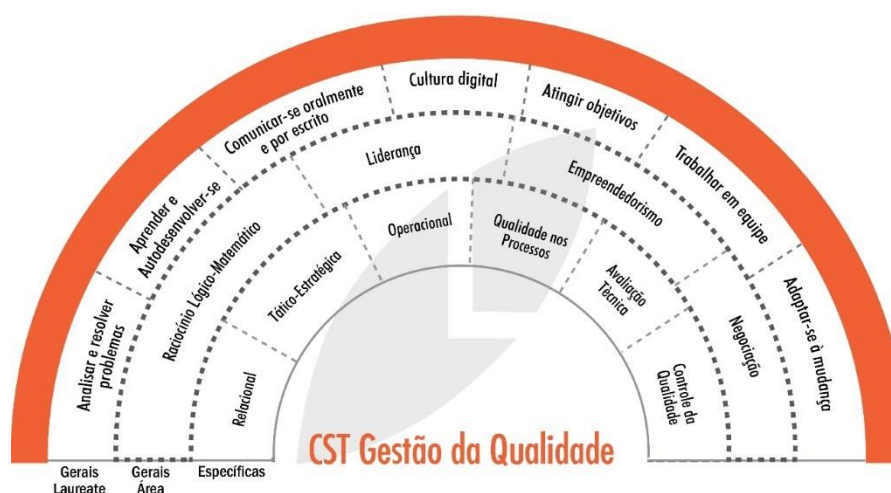 Analisar e resolver
problemas
Aprender e
Autodesenvolver-se
Comunicar-se oralmente
e por escrito
Cultura digital
Atingir objetivos
Trabalhar em equipe
Adaptar-se à mudança
Raciocínio Lógico-Matemático
Liderança
Empreendedorismo
Negociação
Relacional
Tático-Estratégica
Operacional
Qualidade nos
Processos
Avaliação
Técnica
Controle da
Qualidade
CST Gestão da Qualidade
Gerais
Laureate
Gerais
Área
Específicas